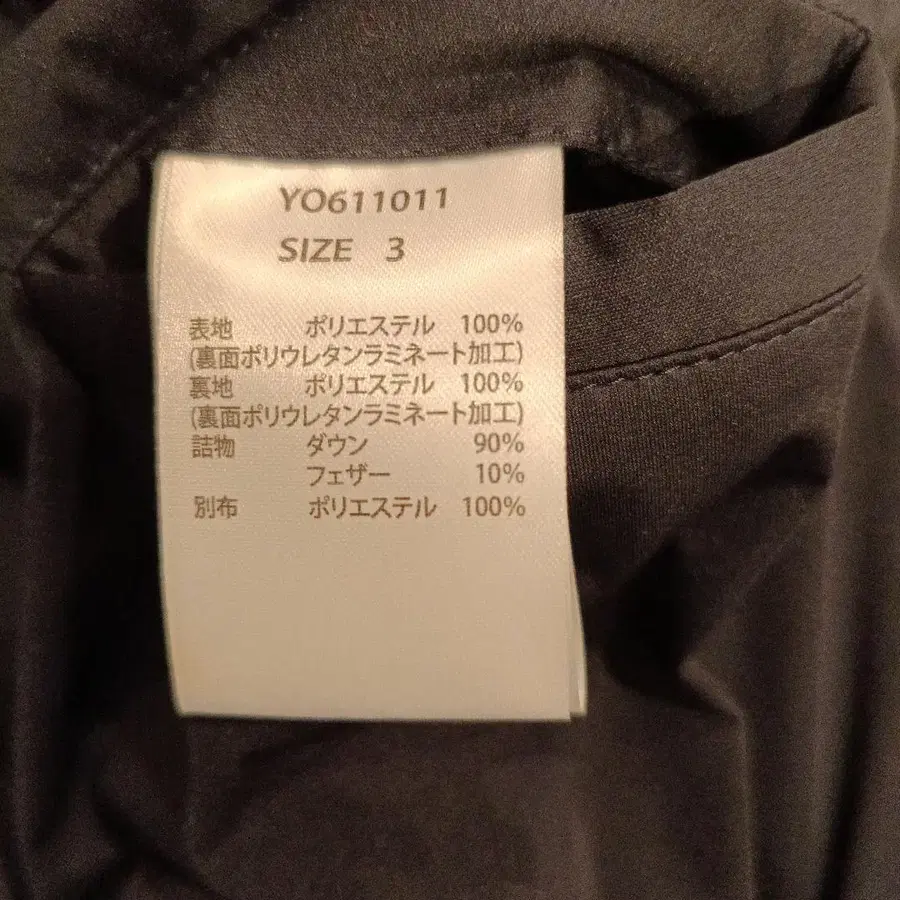 YO611011
SIZE 3
表地 ポリエステル 100%
(裏面ポリウレタンラミネート加工)
裏地 ポリエステル 100%
(裏面ポリウレタンラミネート加工)
詰物 ダウン 90%
フェザー 10%
別布 ポリエステル 100%